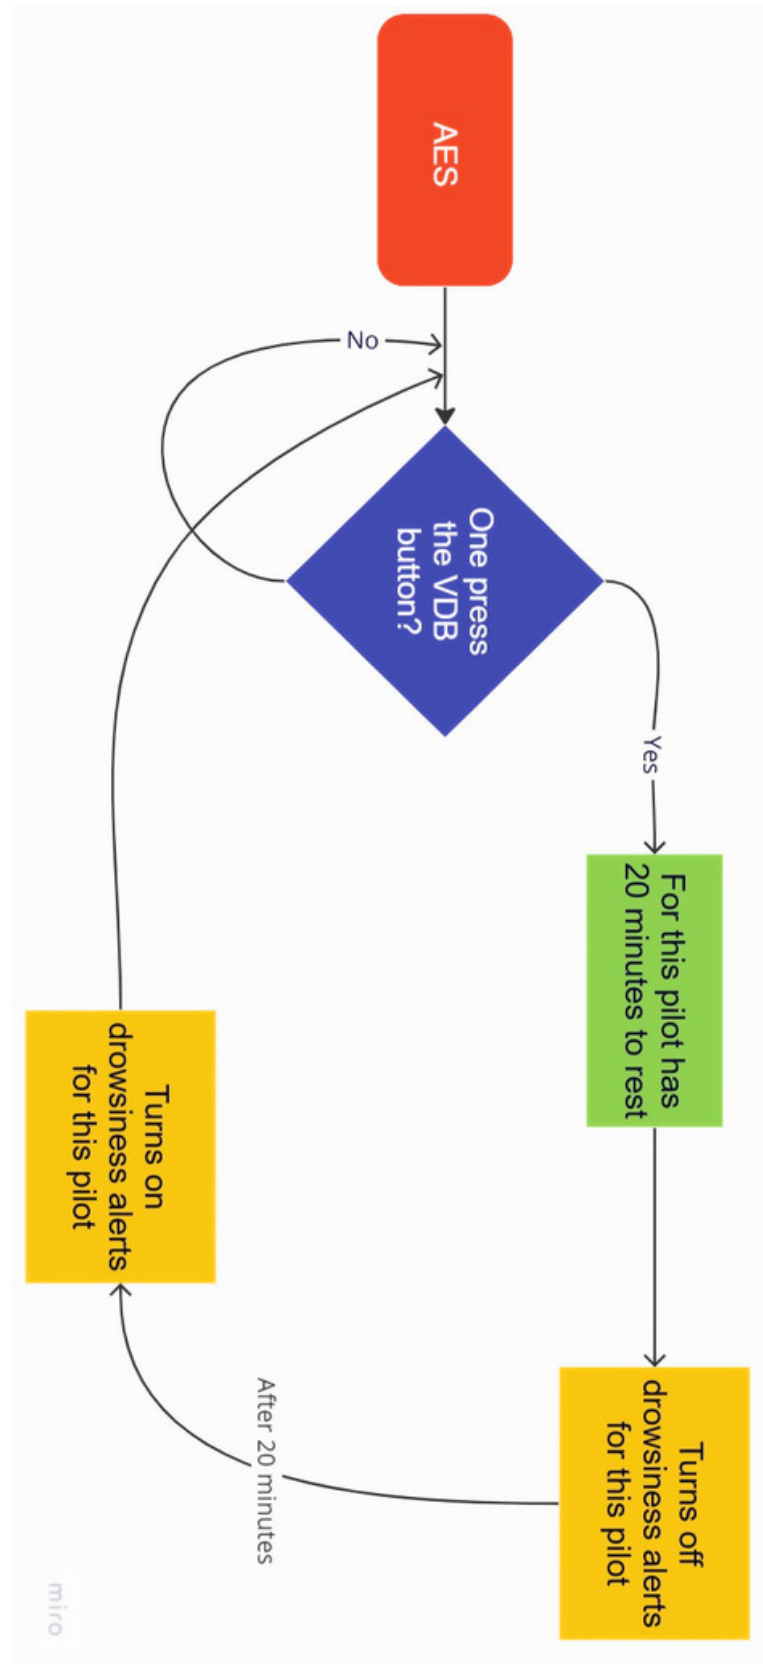 AES
No
One press
the VDB
button?
Yes
For this pilot has
20 minutes to rest
Turns on
drowsiness alerts
for this pilot
After 20 minutes
Turns off
drowsiness alerts
for this pilot
miro